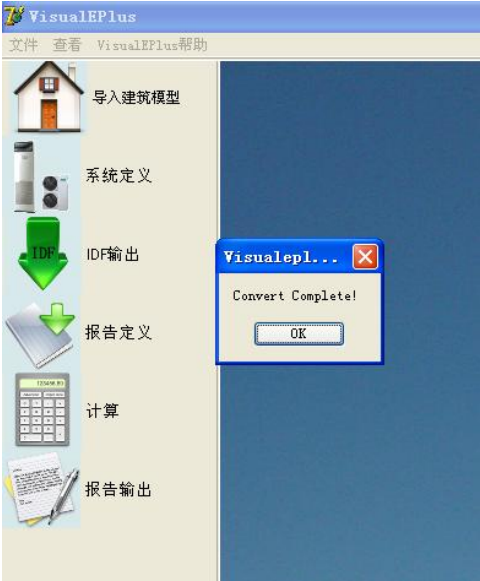 VisualEPlus
文件 查看 VisualEPlus帮助
导入建筑模型
系统定义
IDF
IDF输出
Visualepl...
Convert Complete!
OK
报告定义
计算
报告输出